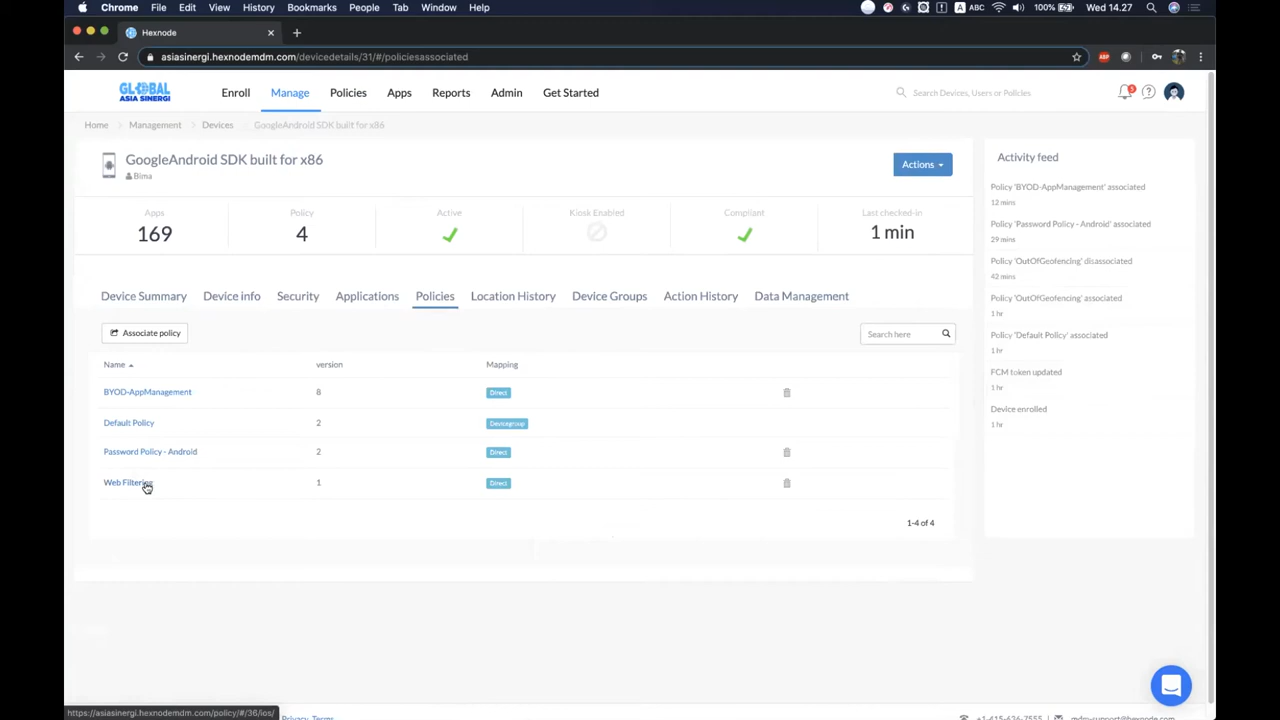 Chrome File Edit View History Bookmarks People Tab Window Help A ABC 100% Wed 14.27
Hexnode
asiasinergi.hexnodemdm.com/devicedetails/31/#/policiesassociated ABP
GLOBAL
ASIA SINERGI
Enroll Manage Policies Apps Reports Admin Get Started Search Devices, Users or Policies
Home Management Devices GoogleAndroid SDK built for x86
GoogleAndroid SDK built for x86
Bima
Actions
Apps
169
Policy
4
Active
Kiosk Enabled
Compliant
Last checked-in
1 min
Device Summary Device info Security Applications Policies Location History Device Groups Action History Data Management
Associate policy
Search here
Name version Mapping
BYOD-AppManagement 8 Direct
Default Policy 2 Devicegroup
Password Policy - Android 2 Direct
Web Filtering 1 Direct
1-4 of 4
Activity feed
Policy 'BYOD-AppManagement' associated
12 mins
Policy 'Password Policy - Android' associated
29 mins
Policy 'OutOfGeofencing' disassociated
42 mins
Policy 'OutOfGeofencing' associated
1 hr
Policy 'Default Policy' associated
1 hr
FCM token updated
1 hr
Device enrolled
1 hr
https://asiasinergi.hexnodemdm.com/policy/#/36/ios/
Privacy Terms +1-415-636-7555 mdm-support@hexnode.com